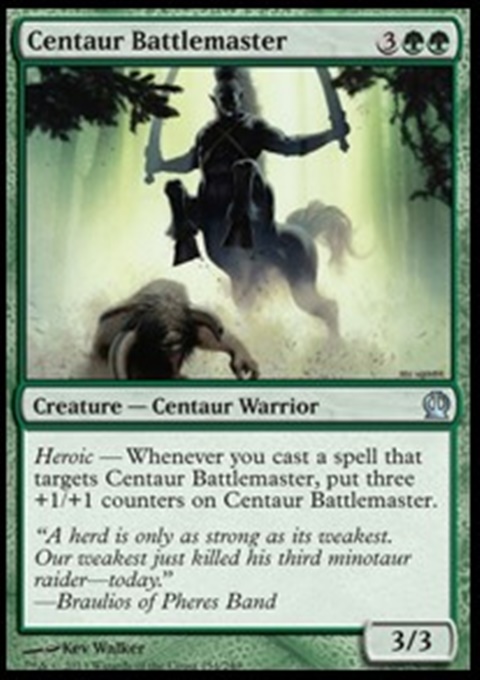 Centaur Battlemaster 3
Creature — Centaur Warrior
Heroic — Whenever you cast a spell that
targets Centaur Battlemaster, put three
+1/+1 counters on Centaur Battlemaster.
“A herd is only as strong as its weakest.
Our weakest just killed his third minotaur
raider—today.”
—Braulios of Pheres Band
3/3
Kev Walker